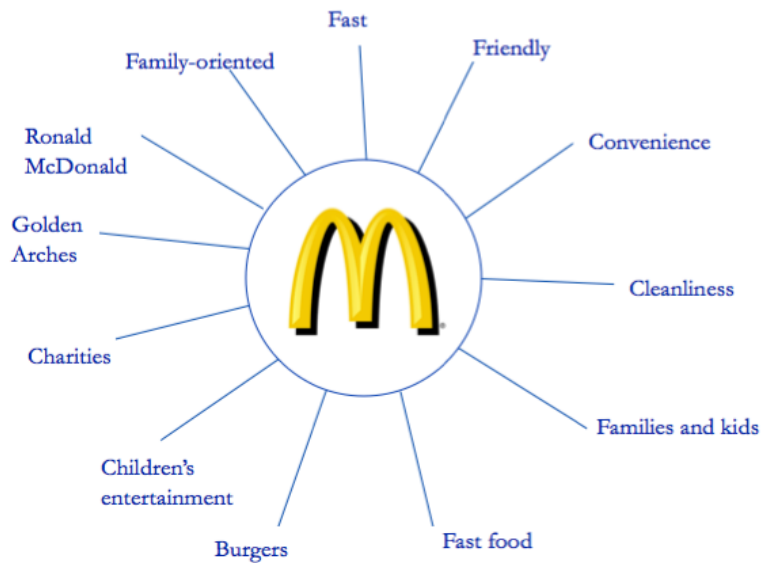 Fast
Friendly
Family-oriented
Convenience
Ronald
McDonald
Golden
Arches
Cleanliness
Charities
Families and kids
Children's
entertainment
Fast food
Burgers